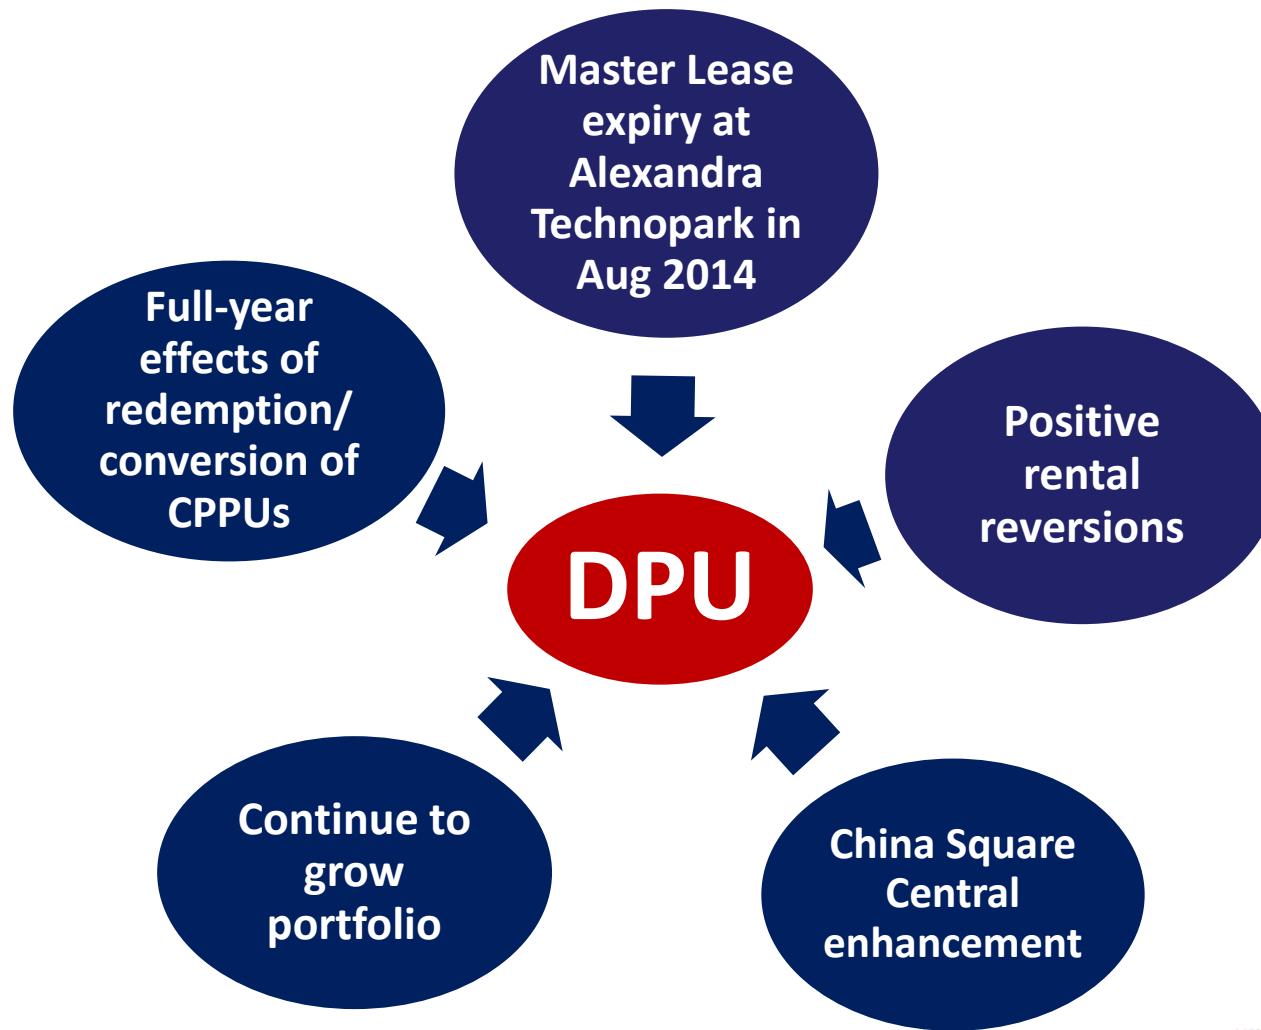 Master Lease
expiry at
Alexandra
Technopark in
Aug 2014
Full-year
effects of
redemption/
conversion of
CPPUs
Positive
rental
reversions
DPU
Continue to
grow
portfolio
China Square
Central
enhancement